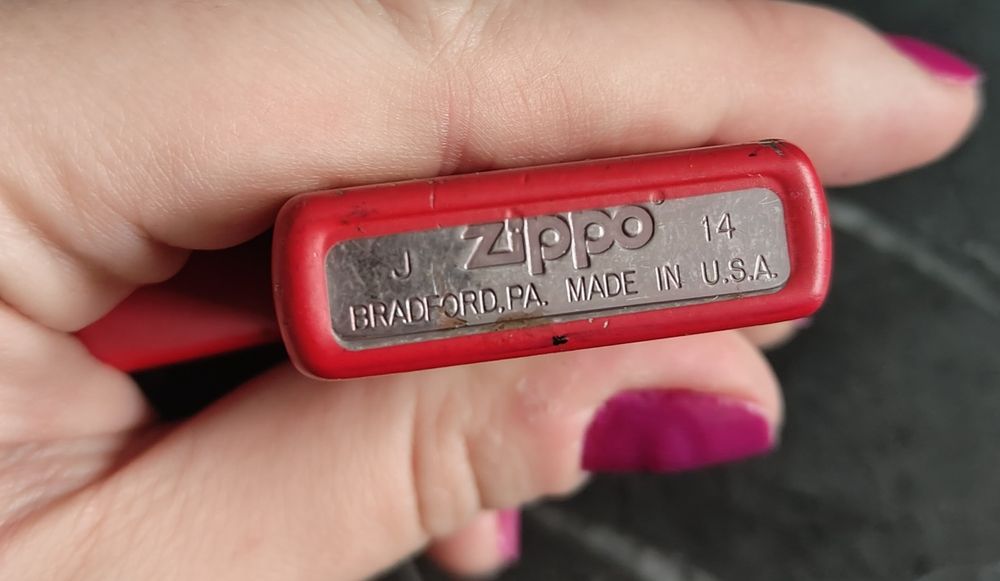 J zippo 14
BRADFORD,PA. MADE IN U.S.A.